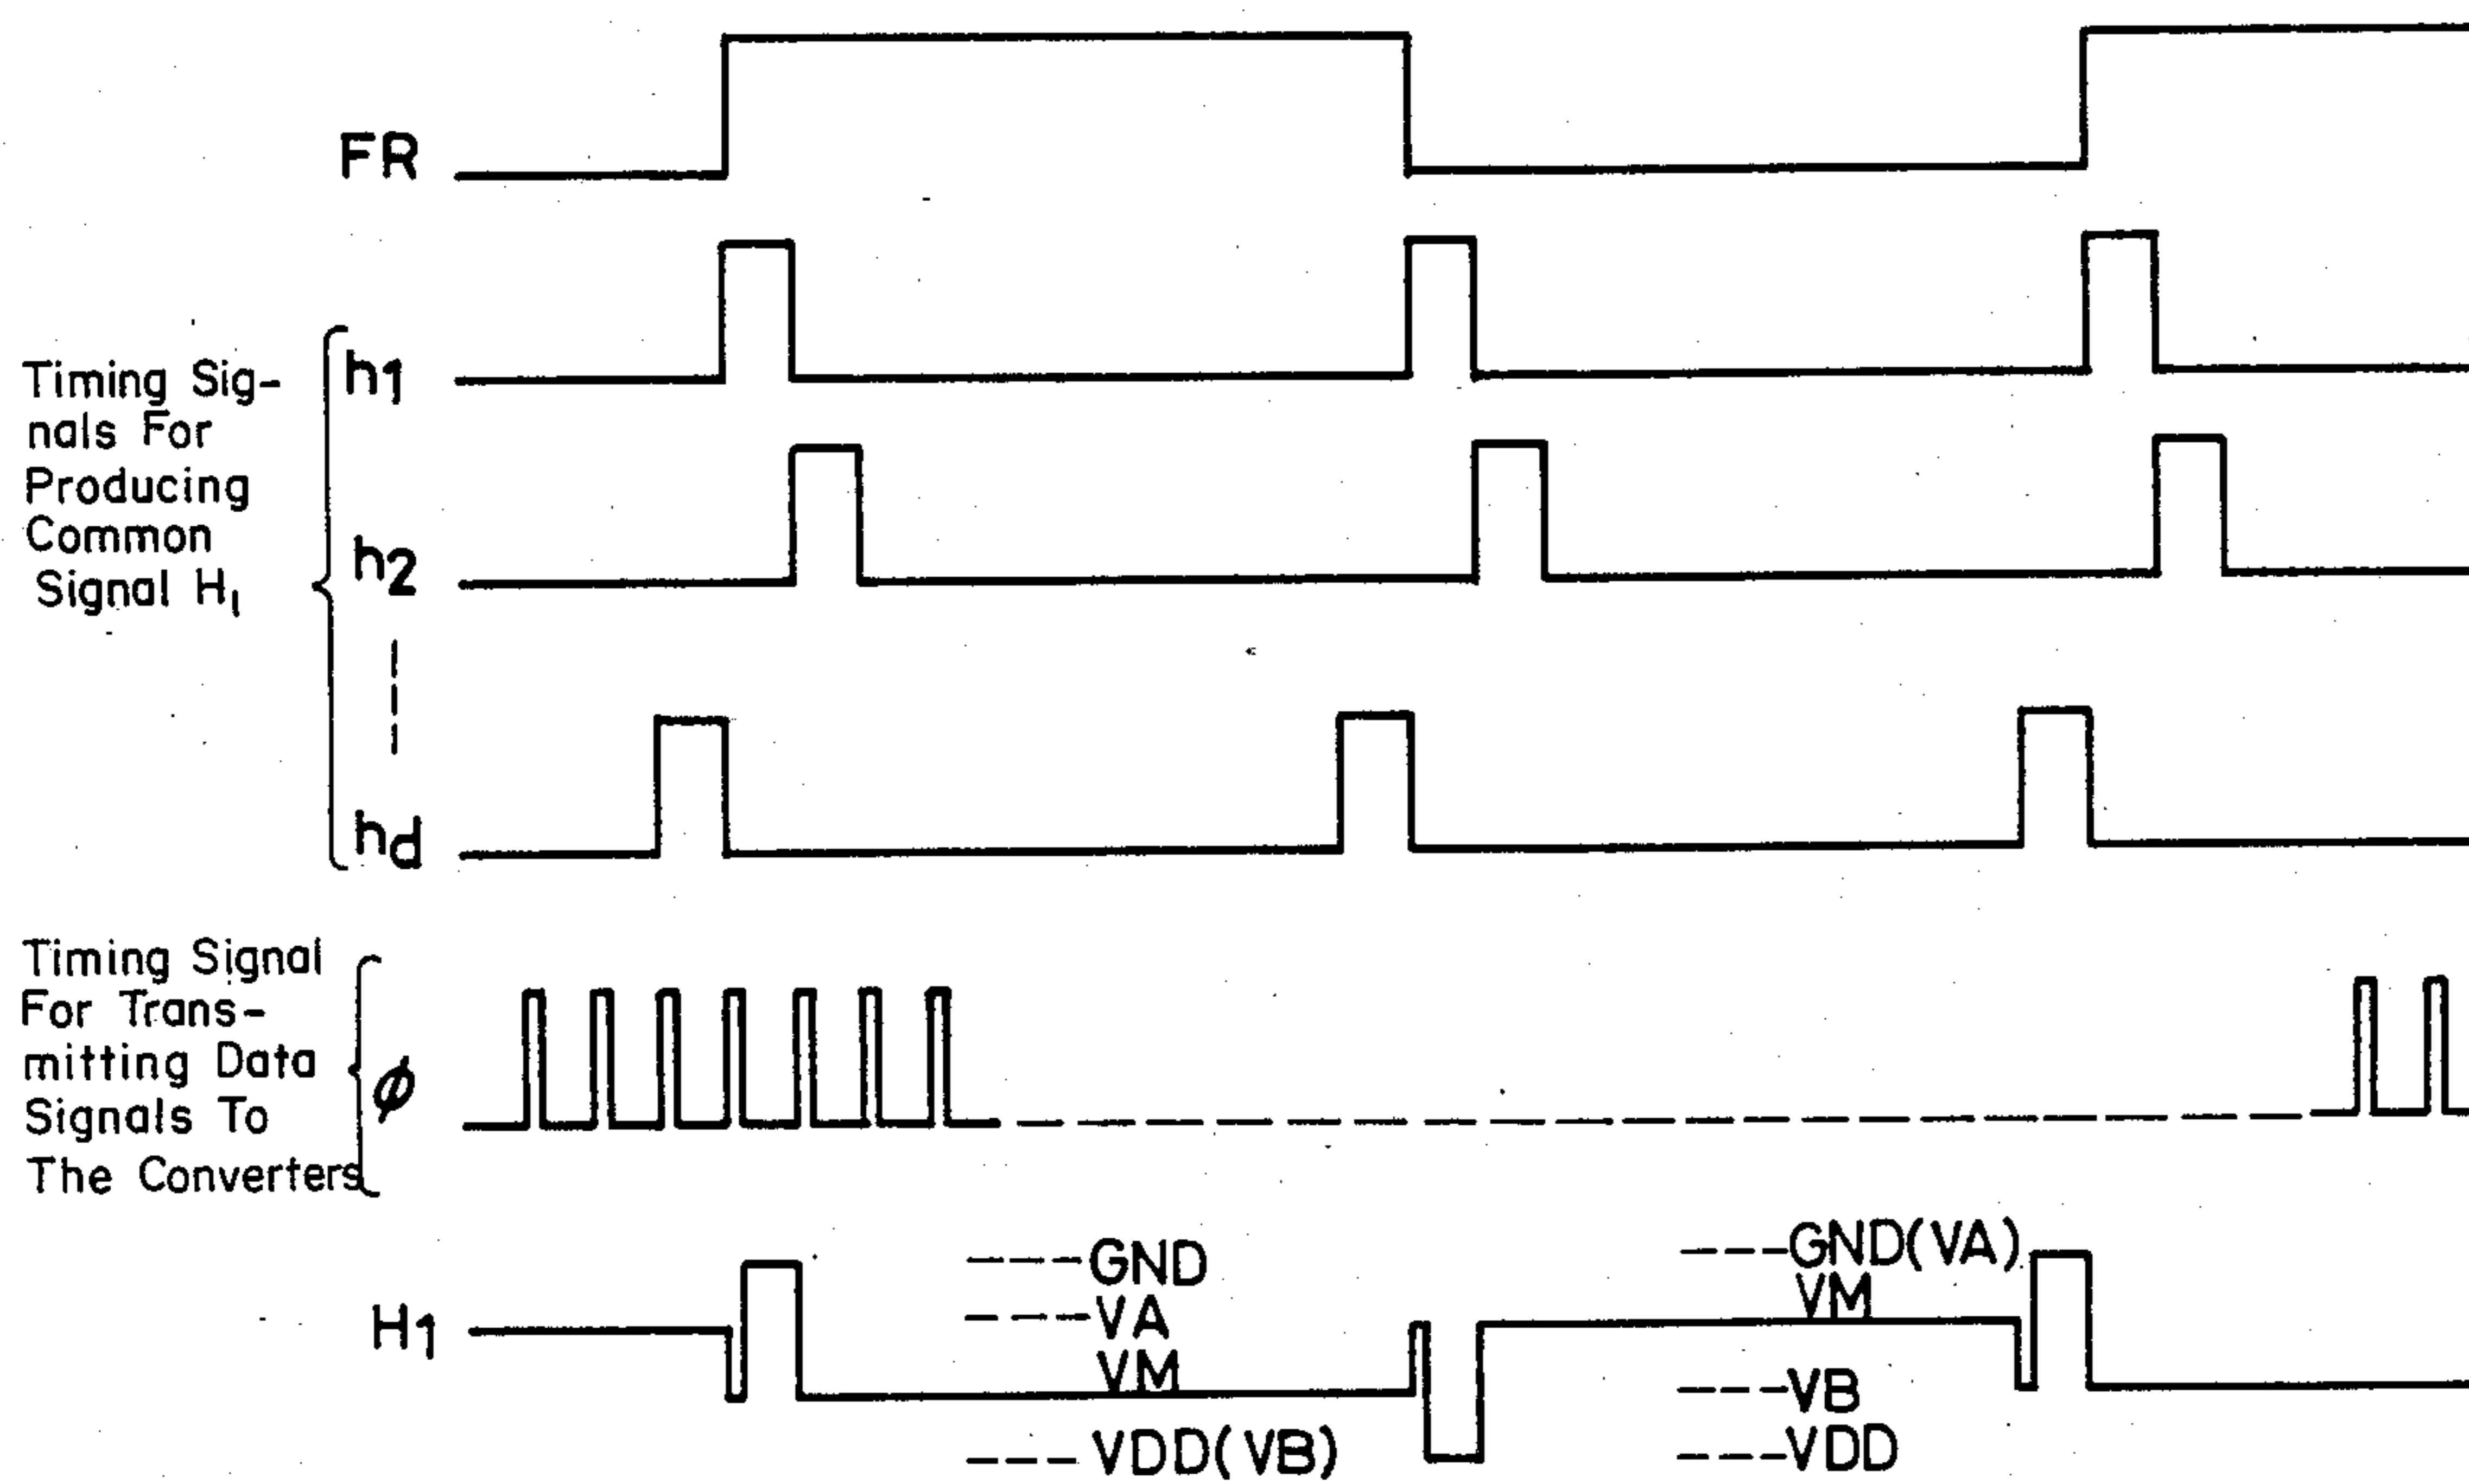 FR
Timing Sig-
nals For
Producing
Common
Signal H1
h1
h2
hd
Timing Signal
For Trans-
mitting Data
Signals To
The Converters
φ
H1
GND
VA
VM
VDD(VB)
GND(VA)
VM
VB
VDD